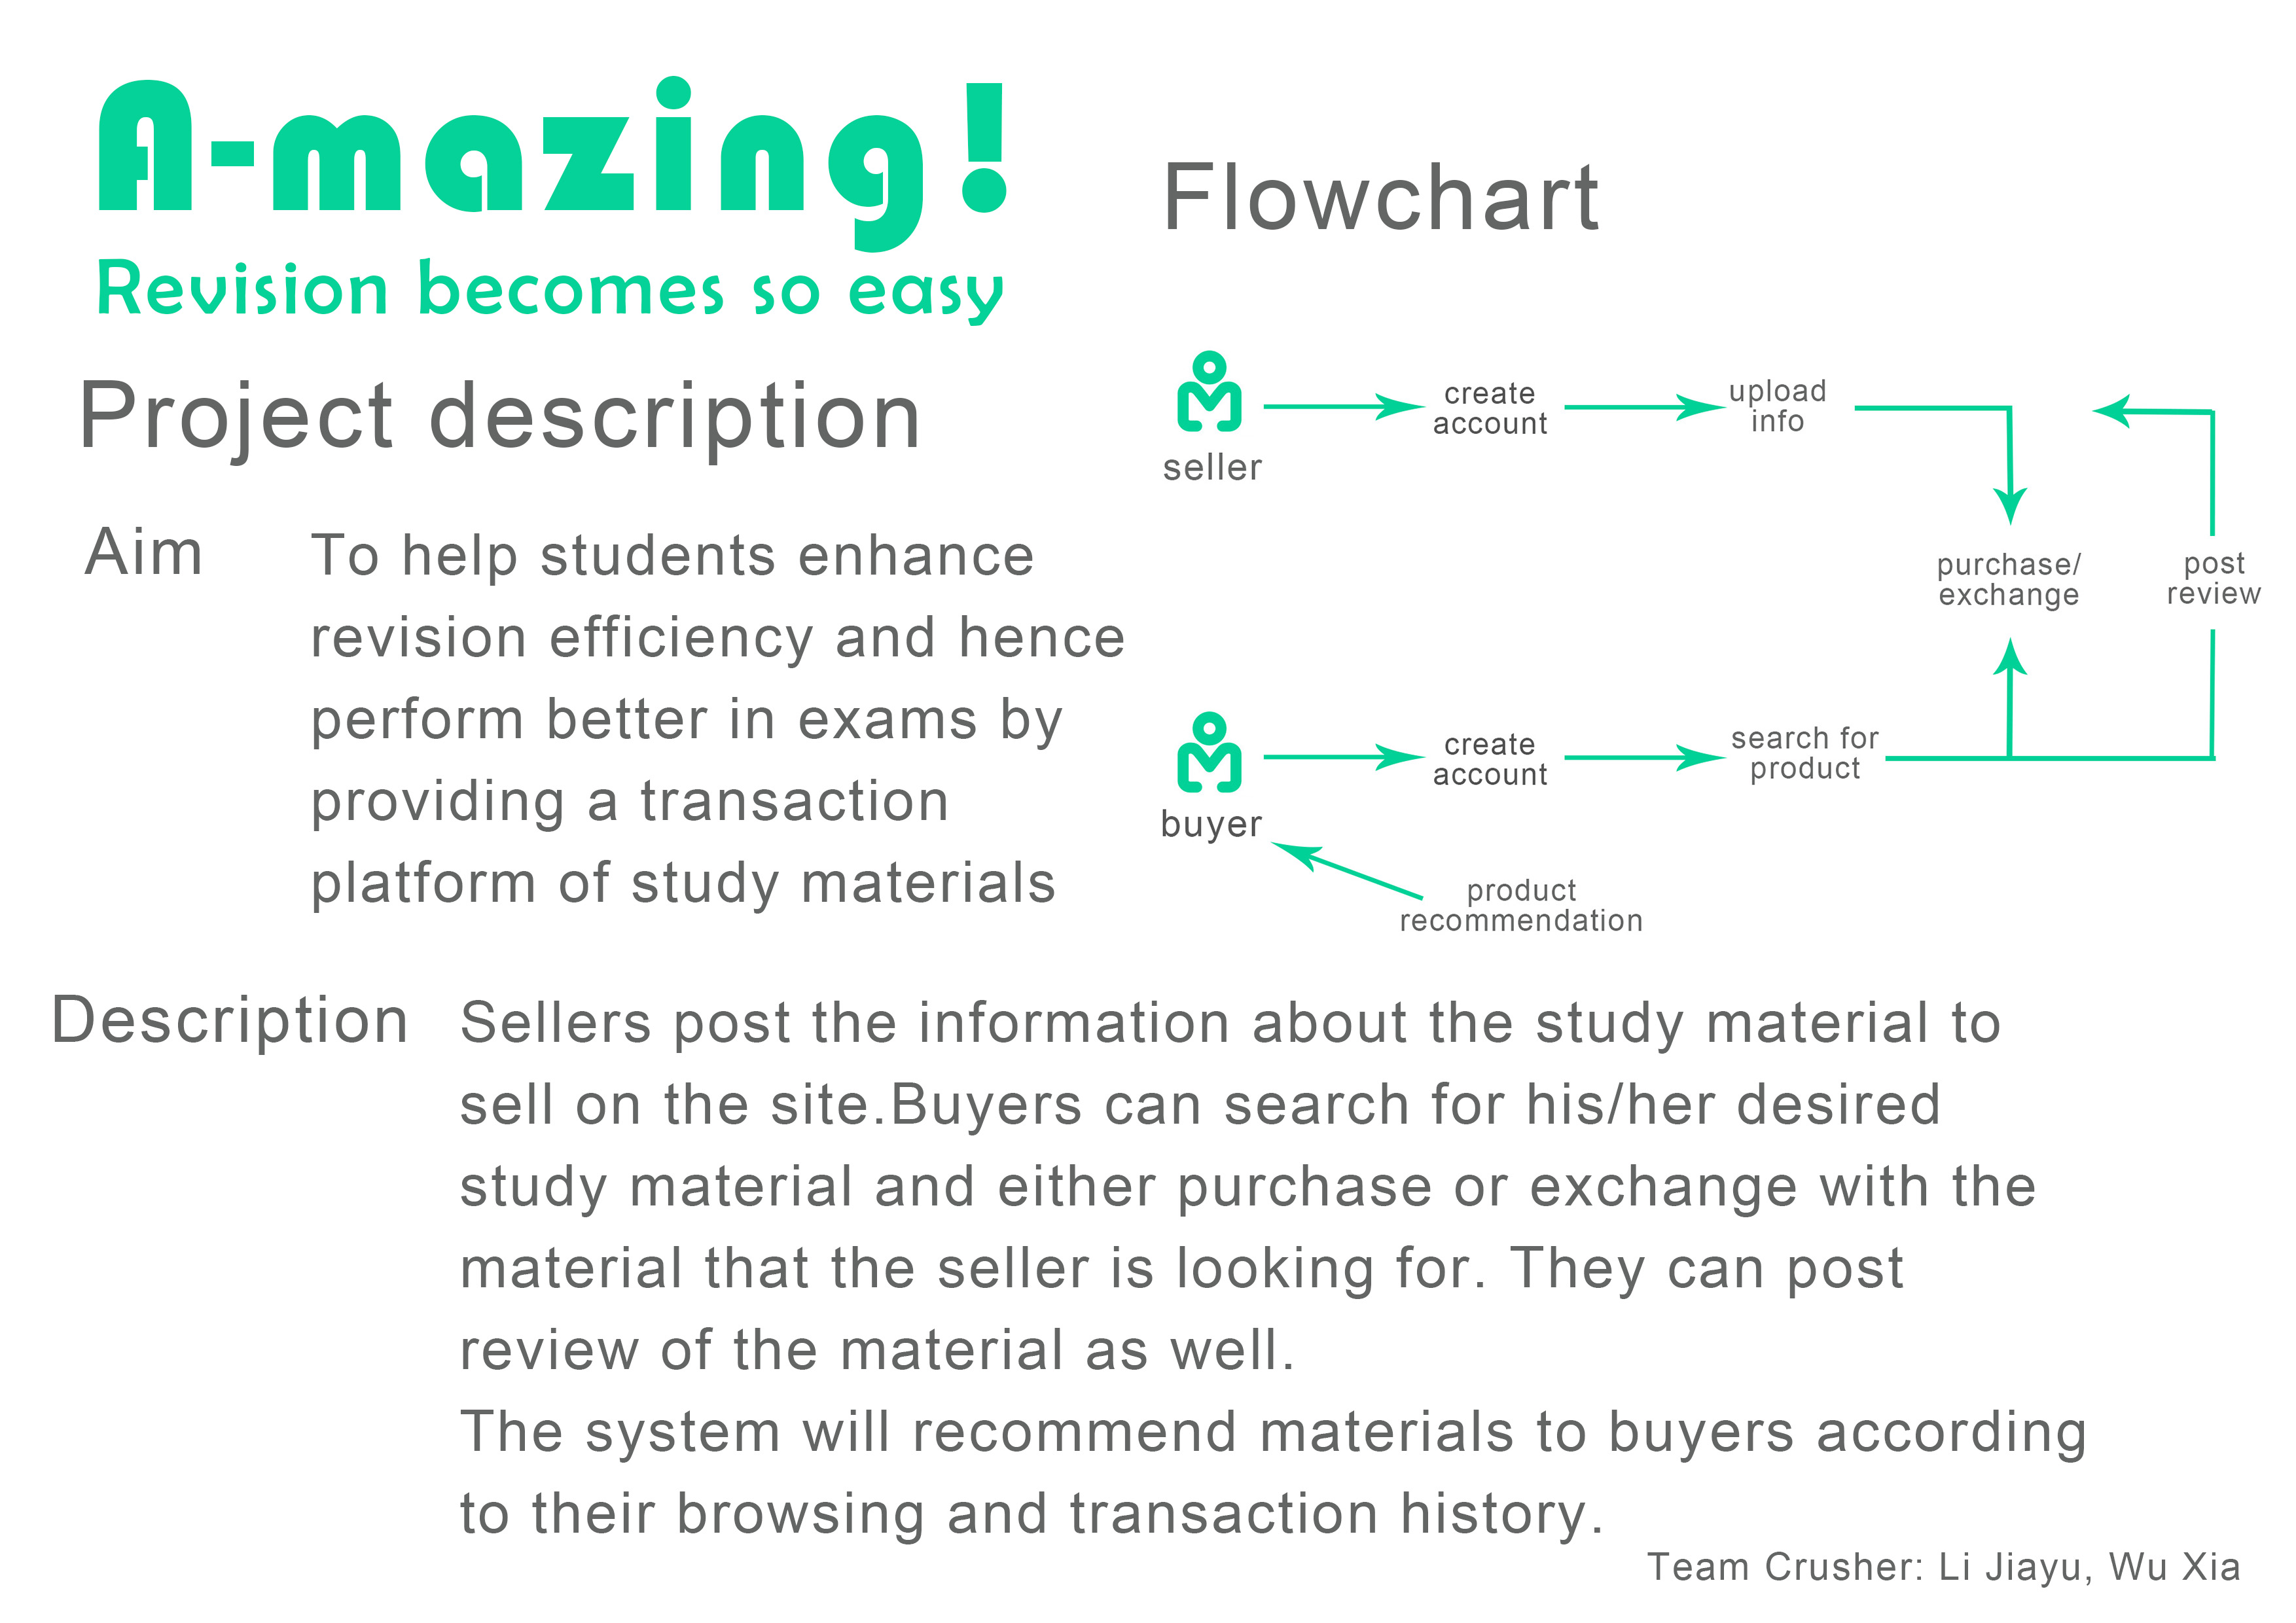 A-mazing!
Revision becomes so easy
Project description
Aim
To help students enhance
revision efficiency and hence
perform better in exams by
providing a transaction
platform of study materials
Flowchart
seller
create
account
upload
info
purchase/
exchange
post
review
buyer
create
account
search for
product
product
recommendation
Description
Sellers post the information about the study material to
sell on the site.Buyers can search for his/her desired
study material and either purchase or exchange with the
material that the seller is looking for. They can post
review of the material as well.
The system will recommend materials to buyers according
to their browsing and transaction history.
Team Crusher: Li Jiayu, Wu Xia